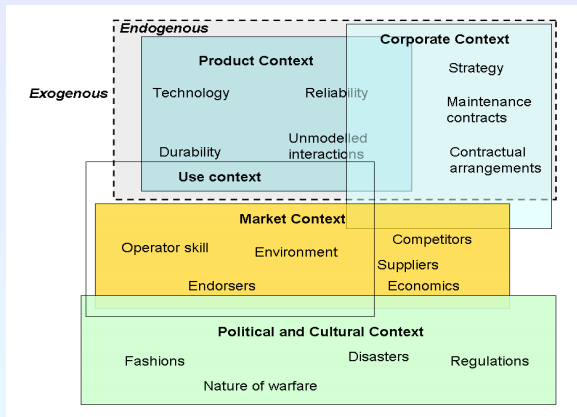 Endogenous
Corporate Context
Product Context
Strategy
Exogenous
Technology
Reliability
Maintenance
contracts
Durability
Unmodelled
interactions
Contractual
arrangements
Use context
Market Context
Operator skill
Environment
Competitors
Suppliers
Endorsers
Economics
Political and Cultural Context
Fashions
Disasters
Regulations
Nature of warfare